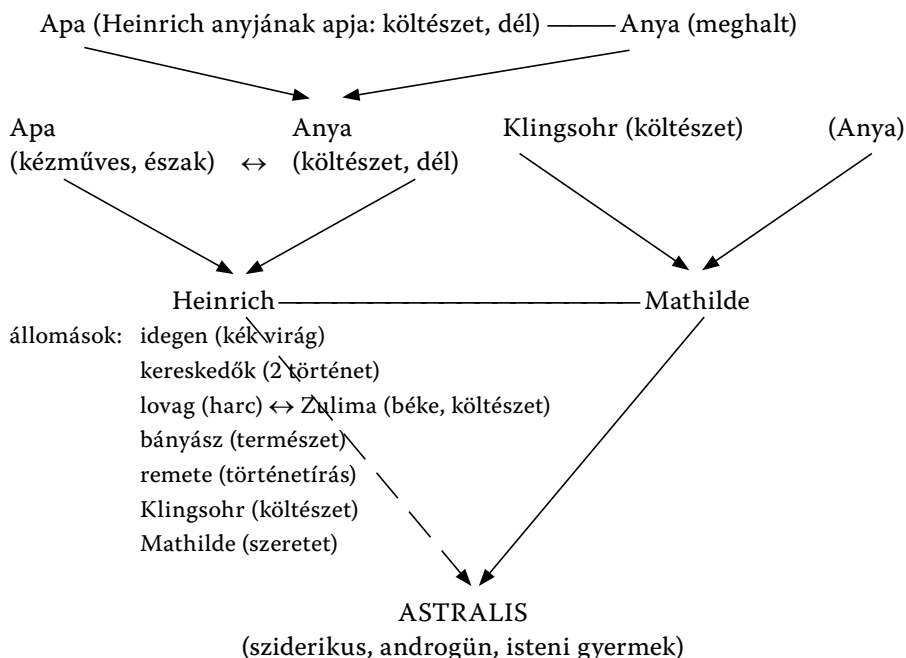 Apa (Heinrich anyjának apja: költészet, dél) ——— Anya (meghalt)
Apa Anya Klingsohr (költészet) (Anya)
(kézműves, észak) ↔ (költészet, dél)
Heinrich Mathilde
állomások: idegen (kék virág)
kereskedők (2 történet)
lovag (harc) ↔ Zulima (béke, költészet)
bányász (természet)
remete (történetírás)
Klingsohr (költészet)
Mathilde (szeretet)
ASTRALIS
(sziderikus, androgün, isteni gyermek)